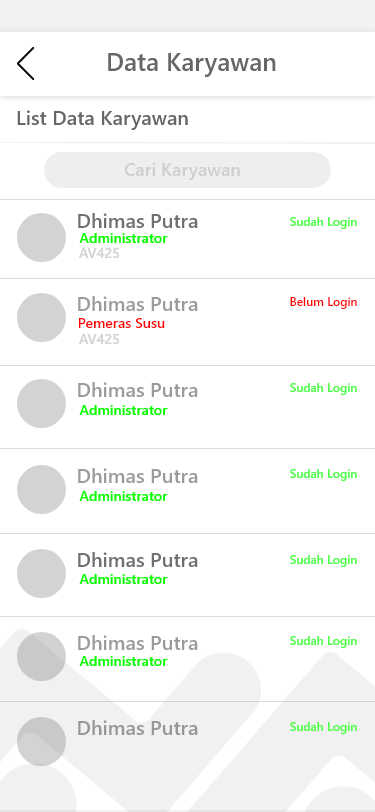 Data Karyawan
List Data Karyawan
Cari Karyawan
Dhimas Putra
Sudah Login
Administrator
AV425
Dhimas Putra
Belum Login
Pemeras Susu
AV425
Dhimas Putra
Sudah Login
Administrator
Dhimas Putra
Sudah Login
Administrator
Dhimas Putra
Sudah Login
Administrator
Dhimas Putra
Sudah Login
Administrator
Dhimas Putra
Sudah Login